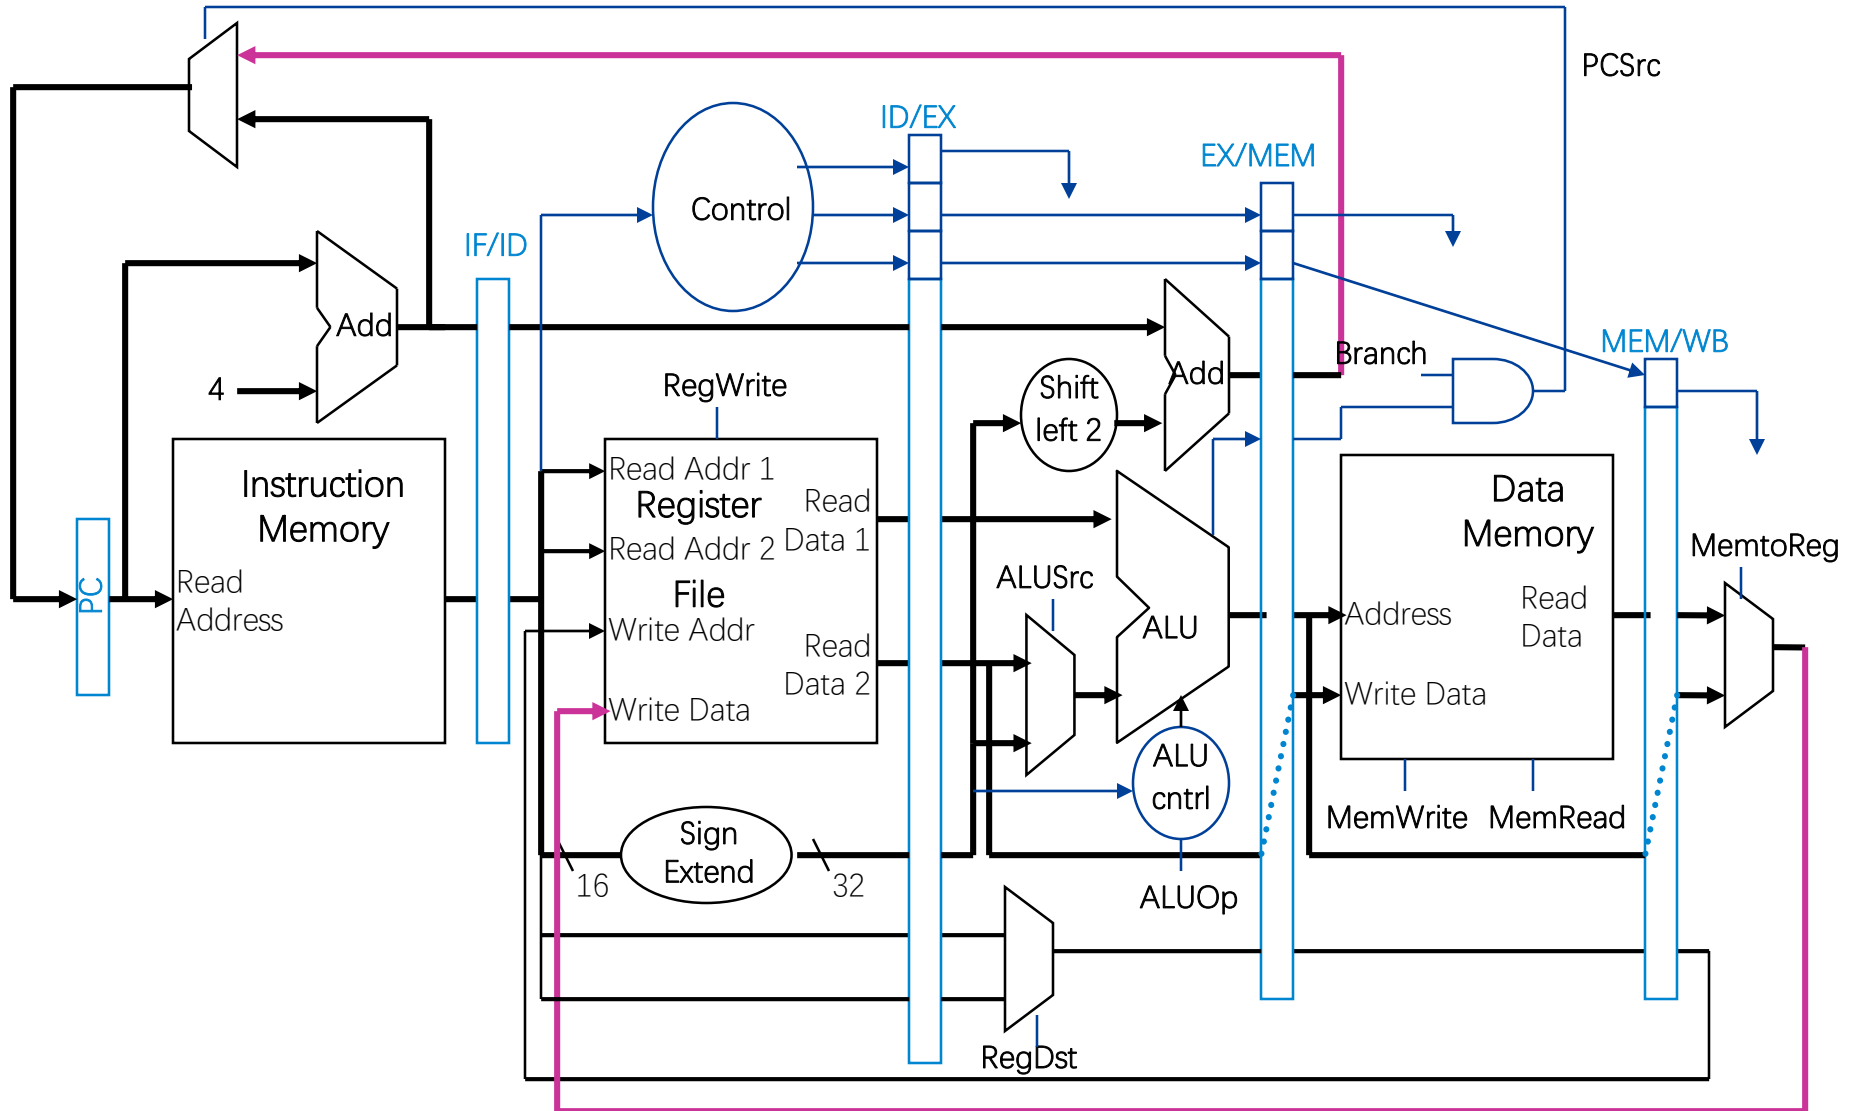 PCSrc
ID/EX
EX/MEM
Control
IF/ID
Add
MEM/WB
Branch
4
RegWrite
Shift
left 2
Add
Instruction
Memory
Read Addr 1
Register
Read
Data 1
Read Addr 2
File
Write Addr
Read
Data 2
Write Data
Data
Memory
MemtoReg
PC
Read
Address
ALUSrc
ALU
Address
Read
Data
Write Data
ALU
cntrl
MemWrite
MemRead
Sign
Extend
16
32
ALUOp
RegDst